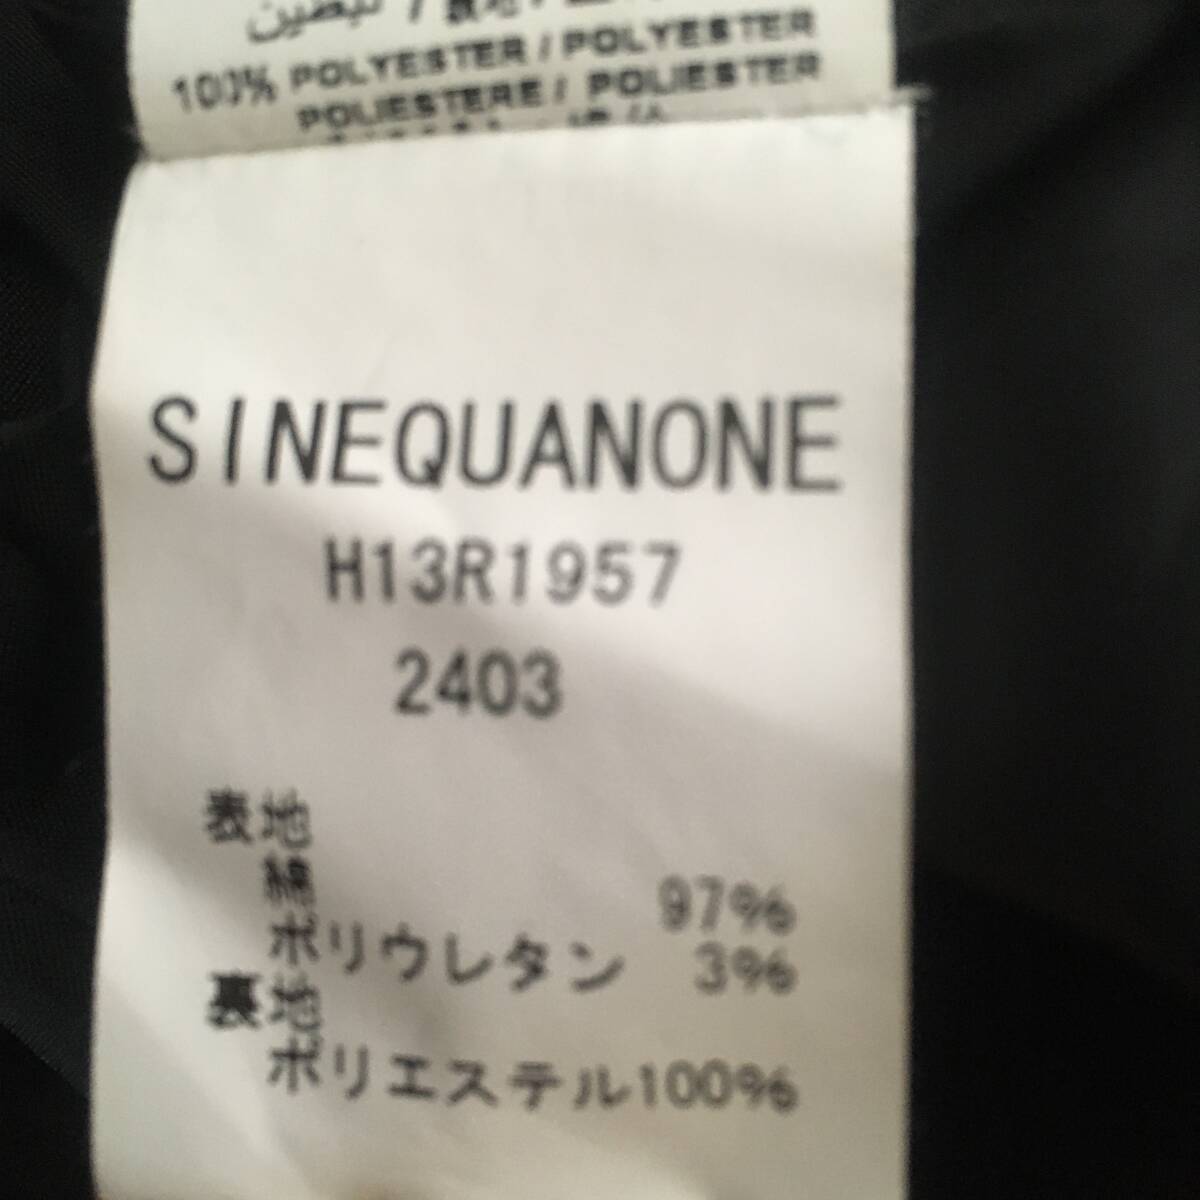 100% POLYESTER / POLYESTER
POLIESTERE / POLIESTER
SINEQUANONE
H13R1957
2403
表地
綿 97%
ポリウレタン 3%
裏地
ポリエステル100%